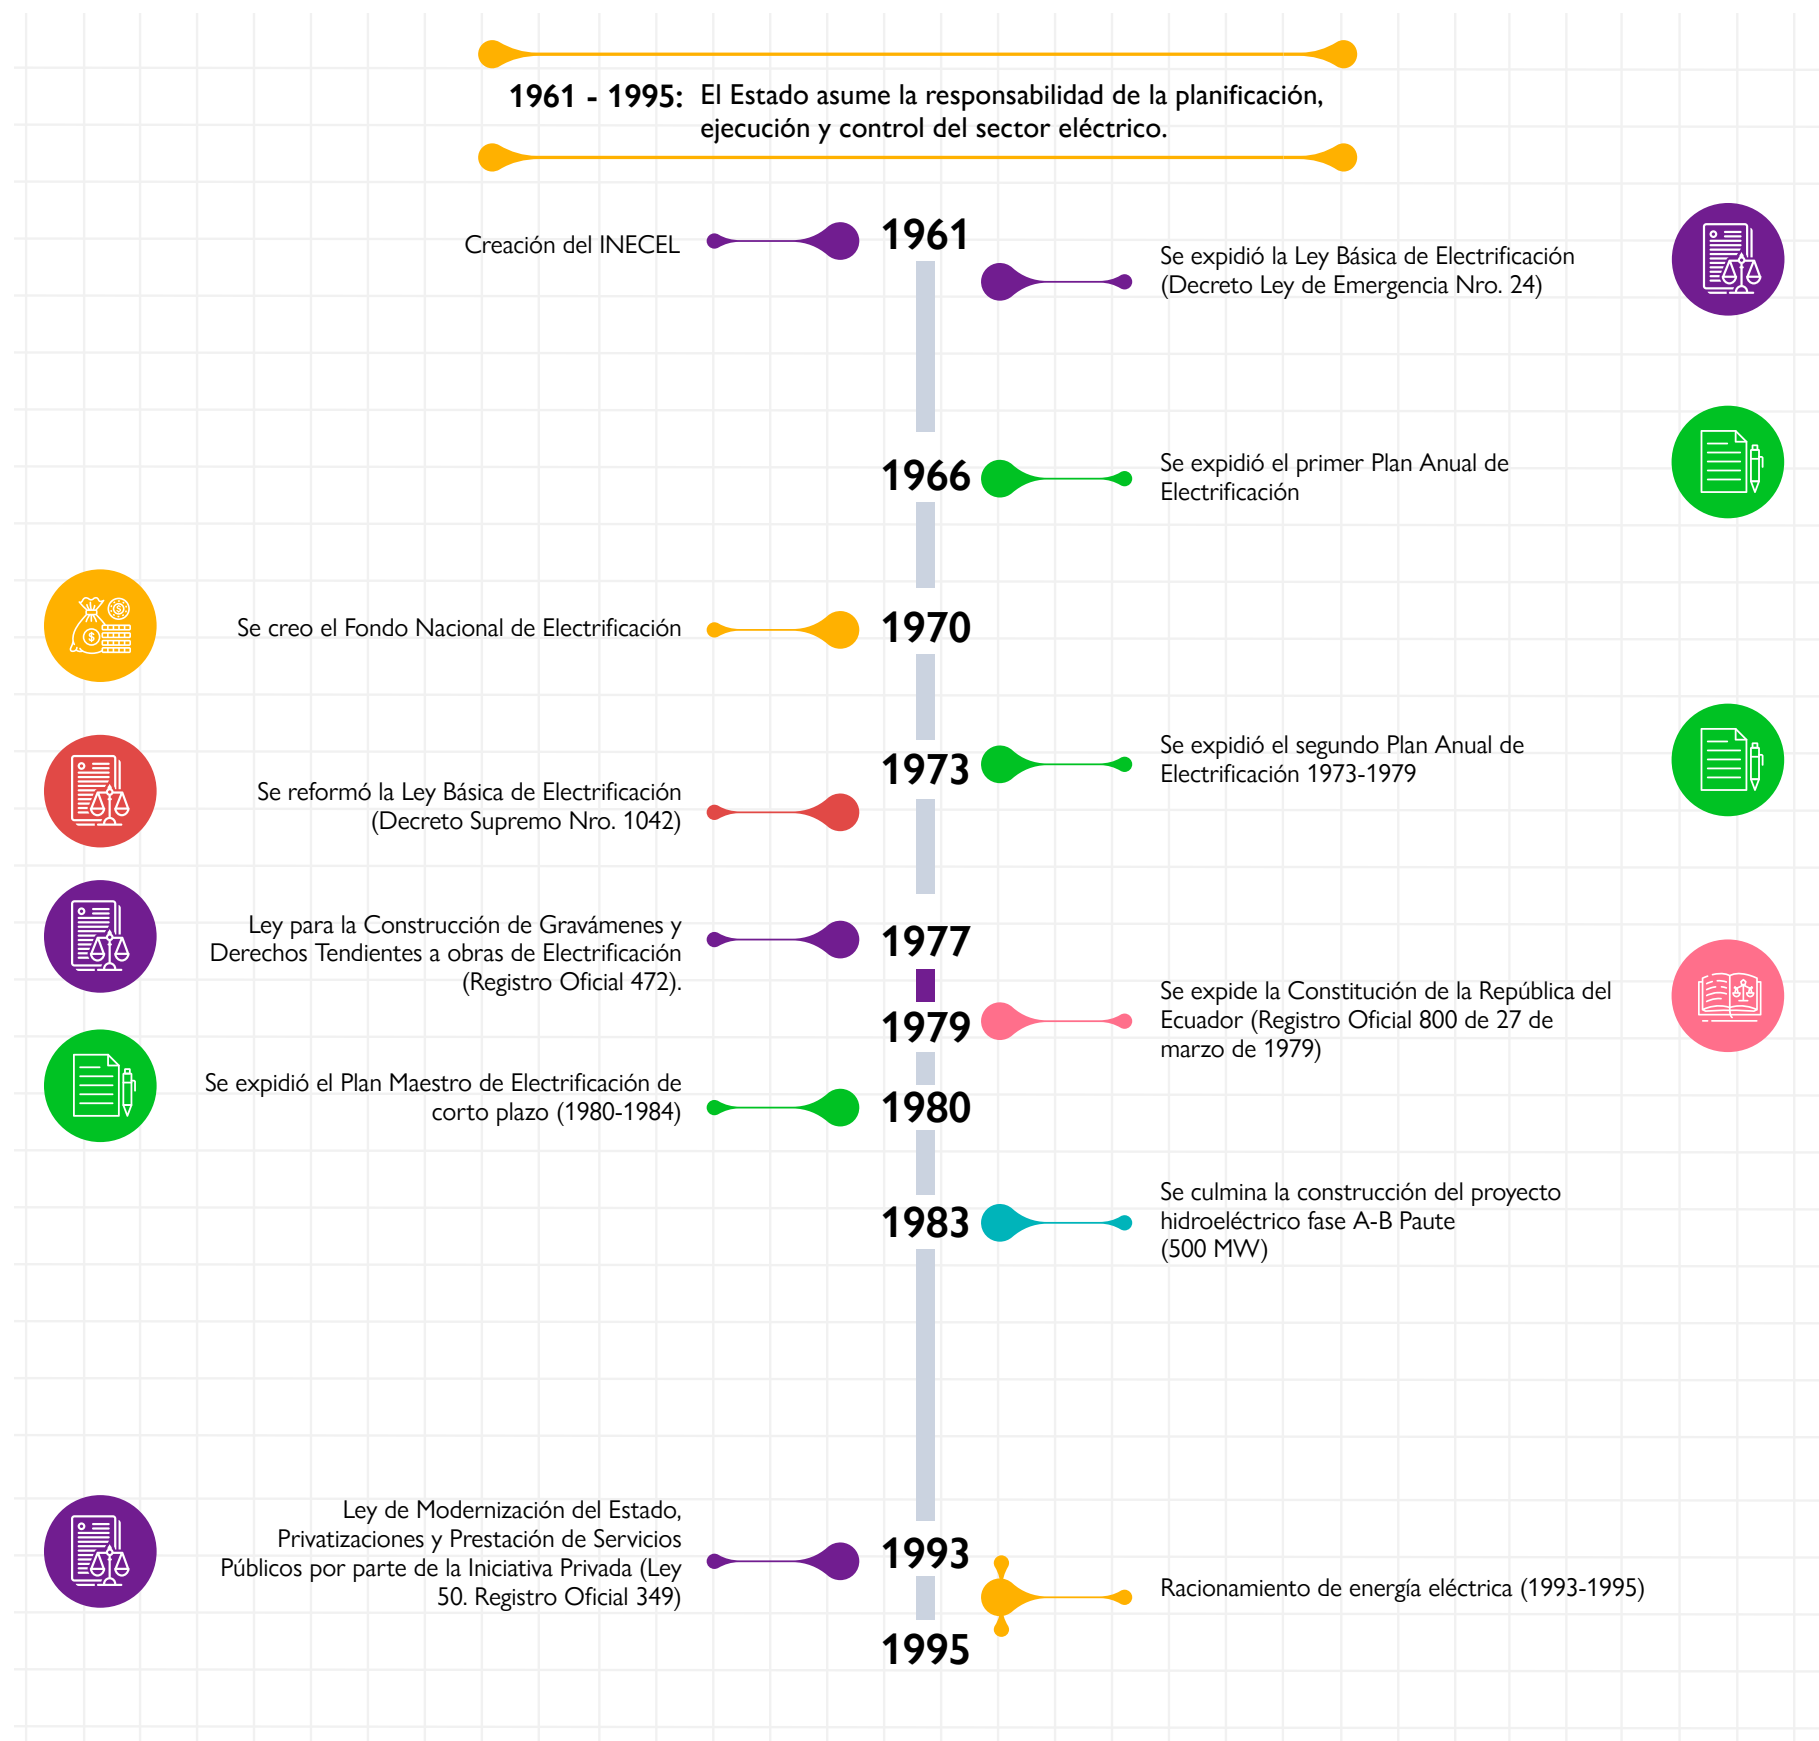 1961 - 1995: El Estado asume la responsabilidad de la planificación,
ejecución y control del sector eléctrico.
1961
Creación del INECEL
Se expidió la Ley Básica de Electrificación
(Decreto Ley de Emergencia Nro. 24)
1966
Se expidió el primer Plan Anual de
Electrificación
1970
Se creo el Fondo Nacional de Electrificación
1973
Se expidió el segundo Plan Anual de
Electrificación 1973-1979
Se reformó la Ley Básica de Electrificación
(Decreto Supremo Nro. 1042)
1977
Ley para la Construcción de Gravámenes y
Derechos Tendientes a obras de Electrificación
(Registro Oficial 472).
1979
Se expide la Constitución de la República del
Ecuador (Registro Oficial 800 de 27 de
marzo de 1979)
1980
Se expidió el Plan Maestro de Electrificación de
corto plazo (1980-1984)
1983
Se culmina la construcción del proyecto
hidroeléctrico fase A-B Paute
(500 MW)
1993
Ley de Modernización del Estado,
Privatizaciones y Prestación de Servicios
Públicos por parte de la Iniciativa Privada (Ley
50. Registro Oficial 349)
Racionamiento de energía eléctrica (1993-1995)
1995